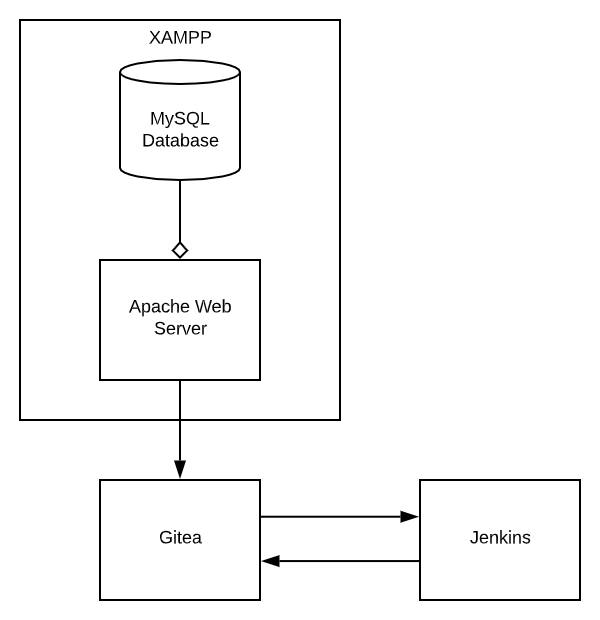 XAMPP
MySQL
Database
Apache Web
Server
Gitea
Jenkins